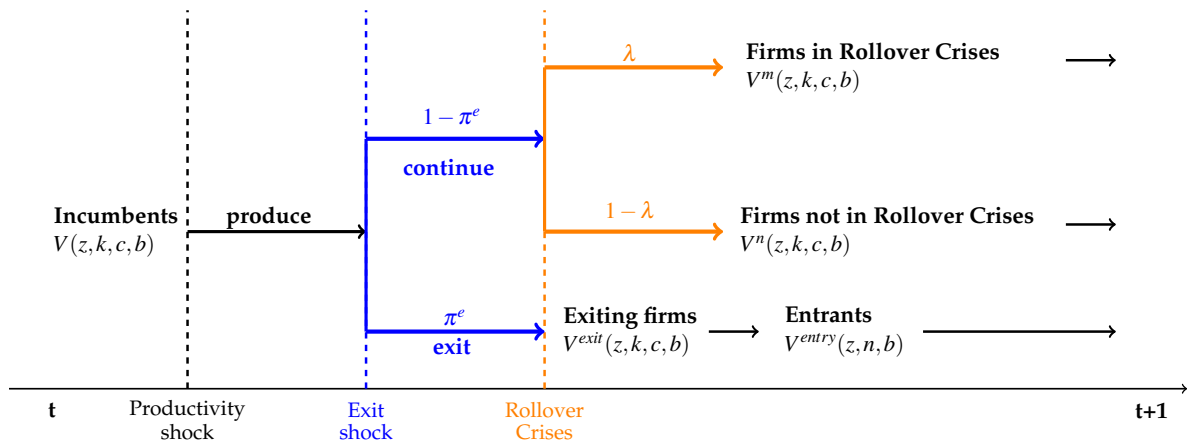 λ
Firms in Rollover Crises
V^m(z,k,c,b)
1 − π^e
continue
Incumbents
V(z,k,c,b)
produce
1 − λ
Firms not in Rollover Crises
V^n(z,k,c,b)
π^e
exit
Exiting firms
V^{exit}(z,k,c,b)
Entrants
V^{entry}(z,n,b)
t
Productivity
shock
Exit
shock
Rollover
Crises
t+1